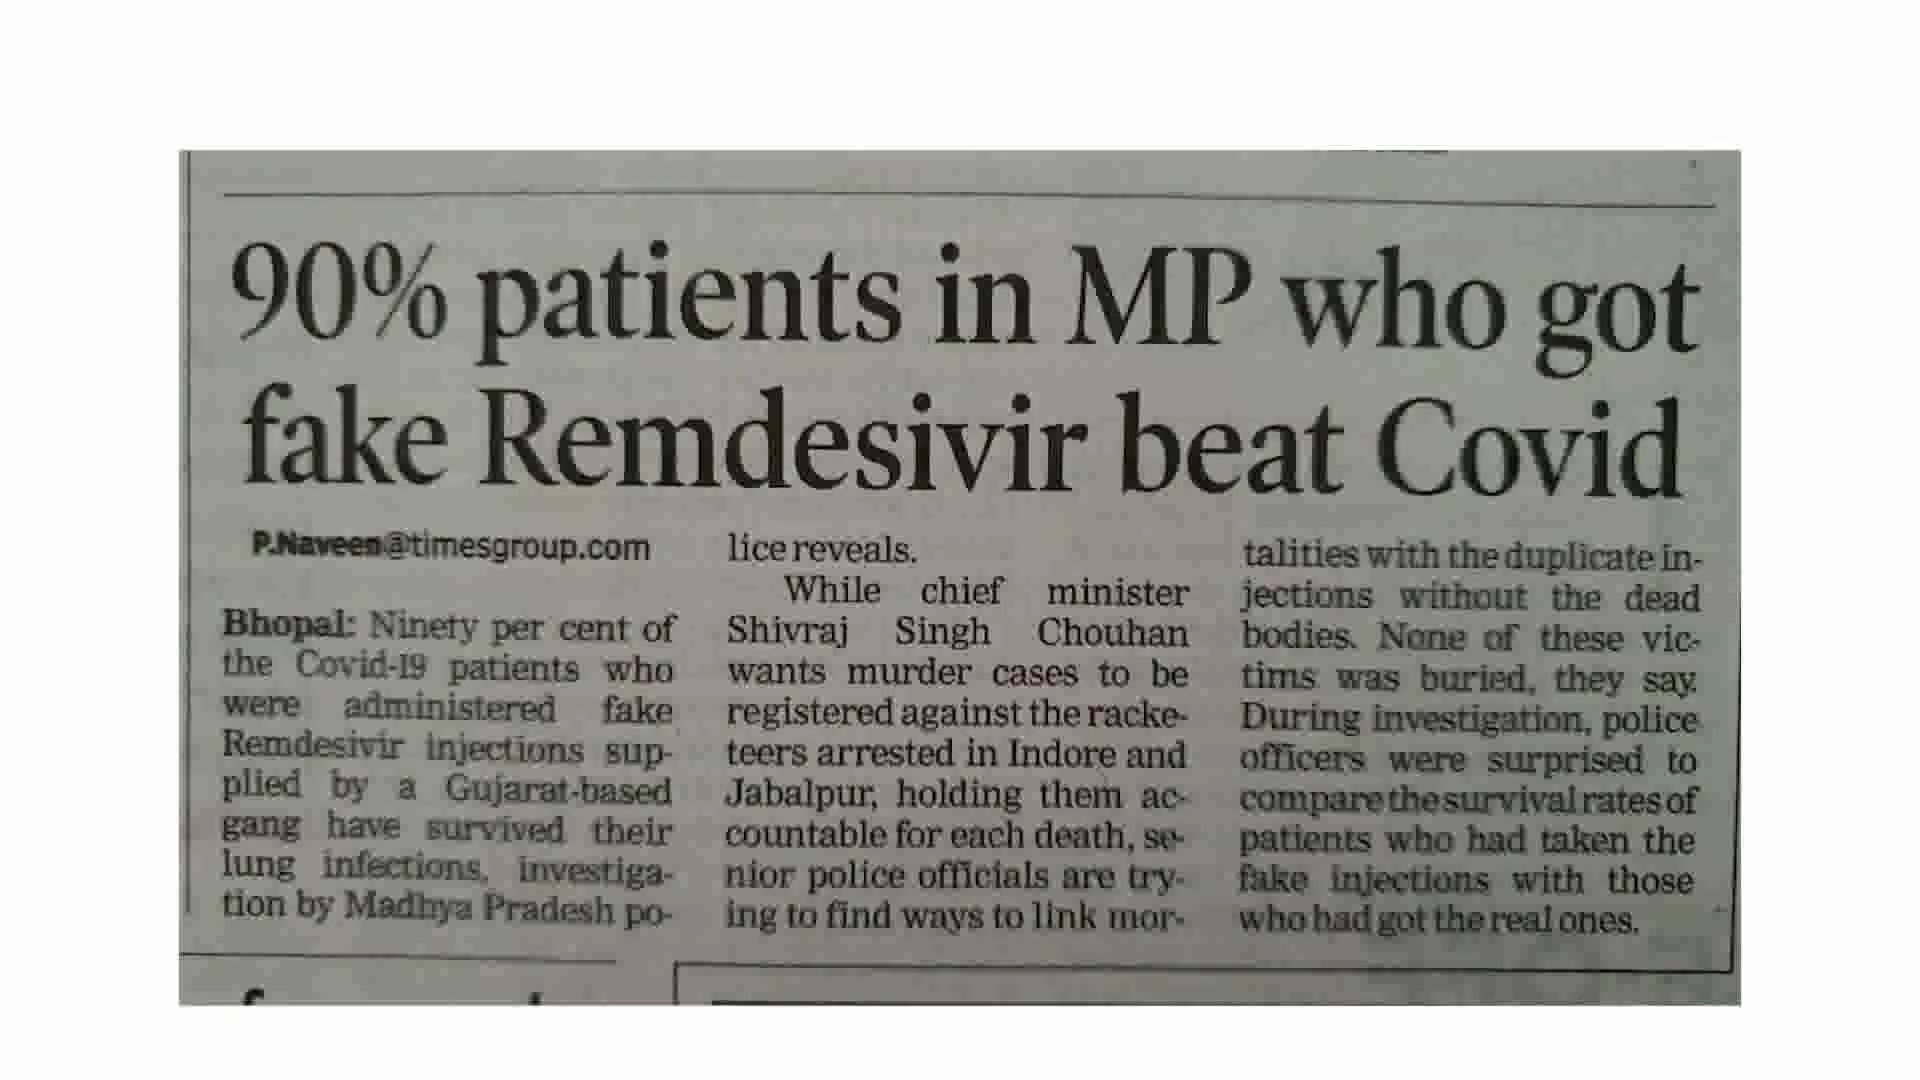 90% patients in MP who got
fake Remdesivir beat Covid
P.Naveen@timesgroup.com
Bhopal: Ninety per cent of
the Covid-19 patients who
were administered fake
Remdesivir injections sup-
plied by a Gujarat-based
gang have survived their
lung infections, investiga-
tion by Madhya Pradesh po-
lice reveals.
While chief minister
Shivraj Singh Chouhan
wants murder cases to be
registered against the racke-
teers arrested in Indore and
Jabalpur, holding them ac-
countable for each death, se-
nior police officials are try-
ing to find ways to link mor-
talities with the duplicate in-
jections without the dead
bodies. None of these vic-
tims was buried, they say.
During investigation, police
officers were surprised to
compare the survival rates of
patients who had taken the
fake injections with those
who had got the real ones.